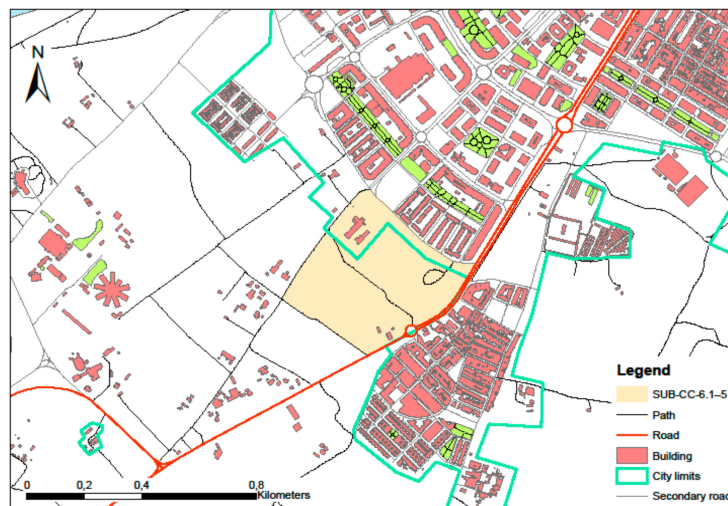 N
Legend
SUB-CC-6.1–5
Path
Road
Building
City limits
Secondary road
0 0,2 0,4 0,8
Kilometers